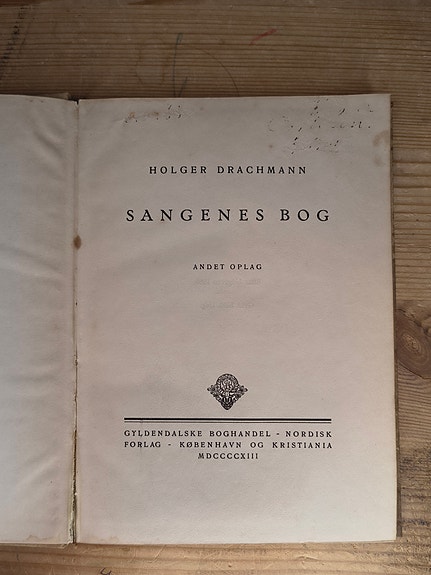 HOLGER DRACHMANN
SANGENES BOG
ANDET OPLAG
GYLDENDALSKE BOGHANDEL - NORDISK
FORLAG - KØBENHAVN OG KRISTIANIA
MDCCCCXIII